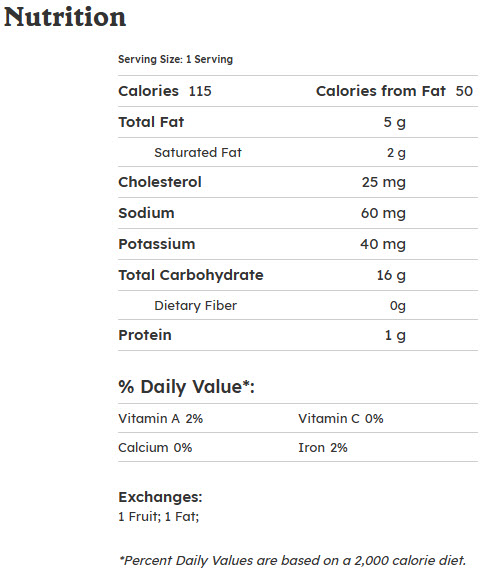 Nutrition
Serving Size: 1 Serving
Calories 115 Calories from Fat 50
Total Fat 5 g
Saturated Fat 2 g
Cholesterol 25 mg
Sodium 60 mg
Potassium 40 mg
Total Carbohydrate 16 g
Dietary Fiber 0g
Protein 1 g
% Daily Value*:
Vitamin A 2% Vitamin C 0%
Calcium 0% Iron 2%
Exchanges:
1 Fruit; 1 Fat;
*Percent Daily Values are based on a 2,000 calorie diet.